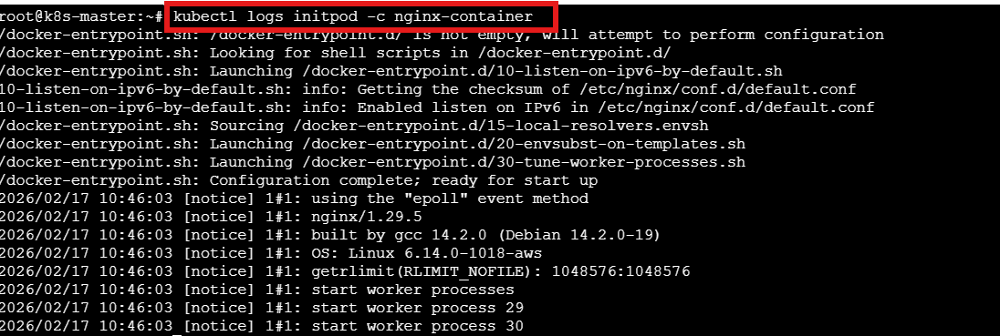 root@k8s-master:~# kubectl logs initpod -c nginx-container
/docker-entrypoint.sh: /docker-entrypoint.d/ is not empty, will attempt to perform configuration
/docker-entrypoint.sh: Looking for shell scripts in /docker-entrypoint.d/
/docker-entrypoint.sh: Launching /docker-entrypoint.d/10-listen-on-ipv6-by-default.sh
10-listen-on-ipv6-by-default.sh: info: Getting the checksum of /etc/nginx/conf.d/default.conf
10-listen-on-ipv6-by-default.sh: info: Enabled listen on IPv6 in /etc/nginx/conf.d/default.conf
/docker-entrypoint.sh: Sourcing /docker-entrypoint.d/15-local-resolvers.envsh
/docker-entrypoint.sh: Launching /docker-entrypoint.d/20-envsubst-on-templates.sh
/docker-entrypoint.sh: Launching /docker-entrypoint.d/30-tune-worker-processes.sh
/docker-entrypoint.sh: Configuration complete; ready for start up
2026/02/17 10:46:03 [notice] 1#1: using the "epoll" event method
2026/02/17 10:46:03 [notice] 1#1: nginx/1.29.5
2026/02/17 10:46:03 [notice] 1#1: built by gcc 14.2.0 (Debian 14.2.0-19)
2026/02/17 10:46:03 [notice] 1#1: OS: Linux 6.14.0-1018-aws
2026/02/17 10:46:03 [notice] 1#1: getrlimit(RLIMIT_NOFILE): 1048576:1048576
2026/02/17 10:46:03 [notice] 1#1: start worker processes
2026/02/17 10:46:03 [notice] 1#1: start worker process 29
2026/02/17 10:46:03 [notice] 1#1: start worker process 30